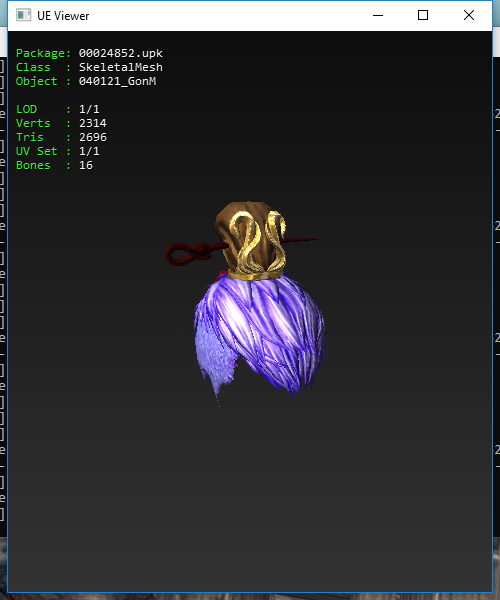 UE Viewer
Package: 00024852.upk
Class : SkeletalMesh
Object : 040121_GonM
LOD : 1/1
Verts : 2314
Tris : 2696
UV Set : 1/1
Bones : 16